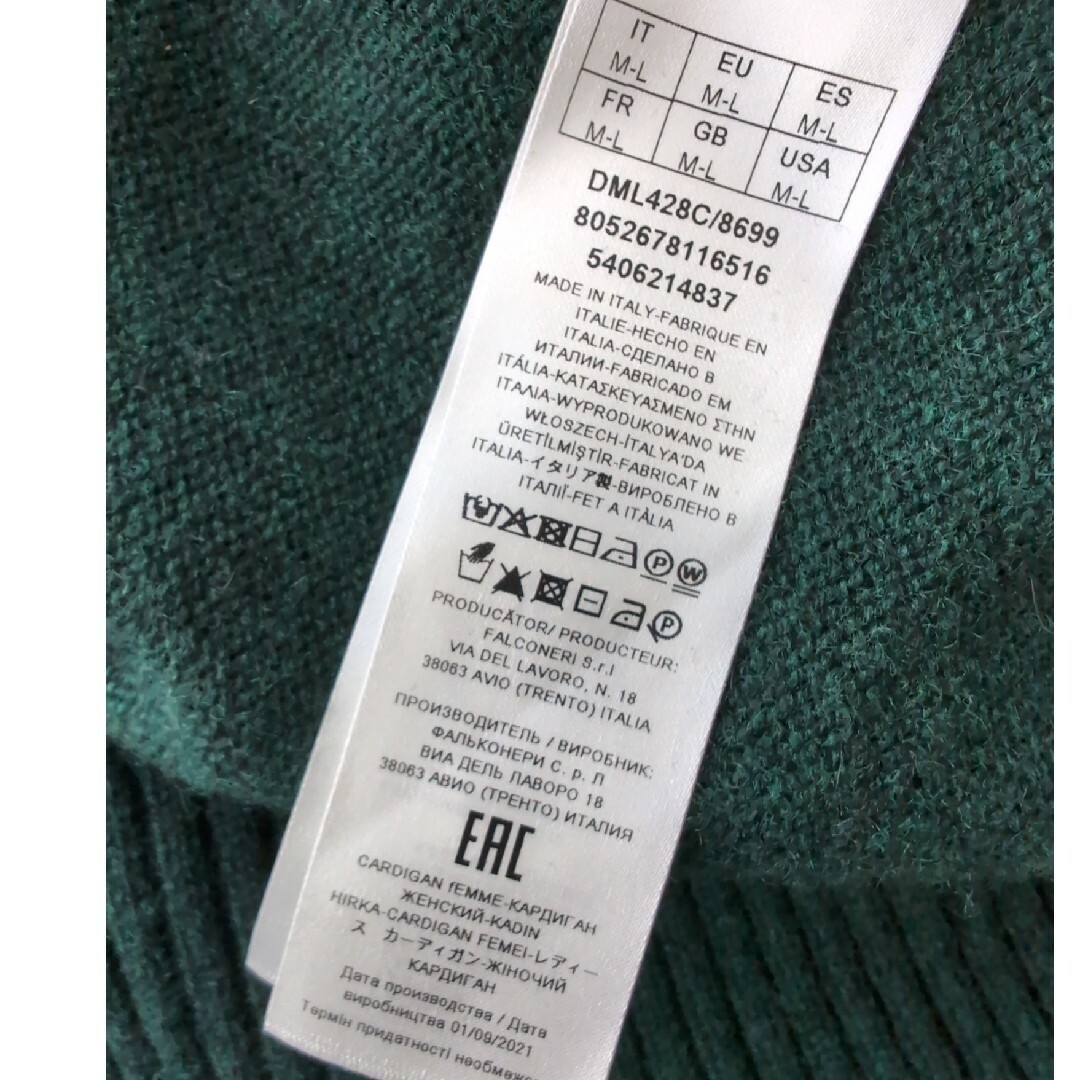 IT EU ES
M-L M-L M-L
FR GB USA
M-L M-L M-L
DML428C/8699
8052678116516
5406214837
MADE IN ITALY-FABRIQUE EN
ITALIE-HECHO EN
ITALIA-СДЕЛАНО В
ИТАЛИИ-FABRICADO EM
ITÁLIA-ΚΑΤΑΣΚΕΥΑΣΜΕΝΟ ΣΤΗΝ
ΙΤΑΛΙΑ-WYPRODUKOWANO WE
WŁOSZECH-İTALYA'DA
ÜRETİLMİŞTİR-FABRICAT IN
ITALIA-イタリア製-ВИРОБЛЕНО В
ІТАЛІЇ-FET A ITÀLIA
P W
P
PRODUCĂTOR/ PRODUCTEUR:
FALCONERI S.r.l
VIA DEL LAVORO, N. 18
38063 AVIO (TRENTO) ITALIA
ПРОИЗВОДИТЕЛЬ / ВИРОБНИК:
ФАЛЬКОНЕРИ С. р. Л
ВИА ДЕЛЬ ЛАВОРО 18
38063 АВИО (ТРЕНТО) ИТАЛИЯ
EAC
CARDIGAN fEMME-КАРДИГАН
ЖЕНСКИЙ-KADIN
HIRKA-CARDIGAN FEMEI-レディー
ス カーディガン-ЖІНОЧИЙ
КАРДИГАН
Дата производства / Дата
виробництва 01/09/2021
Термін придатності необмеже